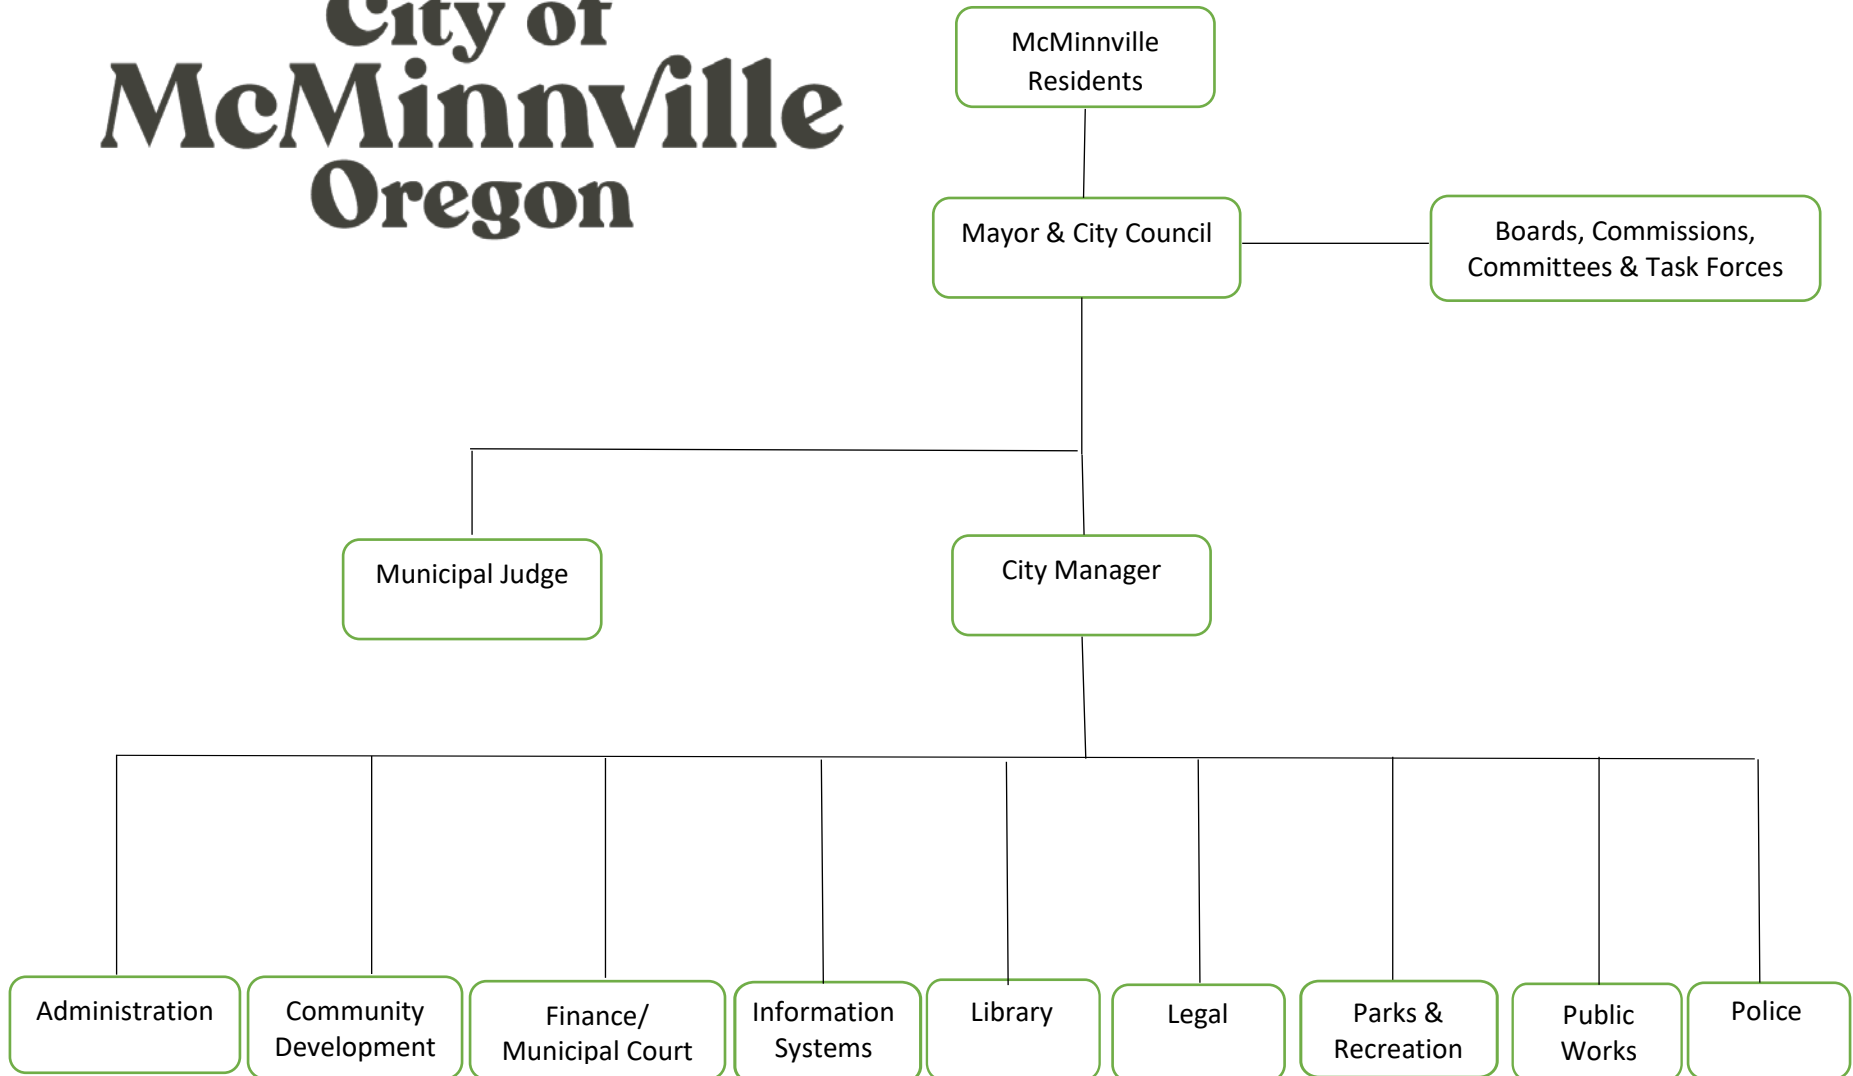 City of
McMinnville
Oregon
McMinnville
Residents
Mayor & City Council
Boards, Commissions,
Committees & Task Forces
Municipal Judge
City Manager
Administration
Community
Development
Finance/
Municipal Court
Information
Systems
Library
Legal
Parks &
Recreation
Public
Works
Police